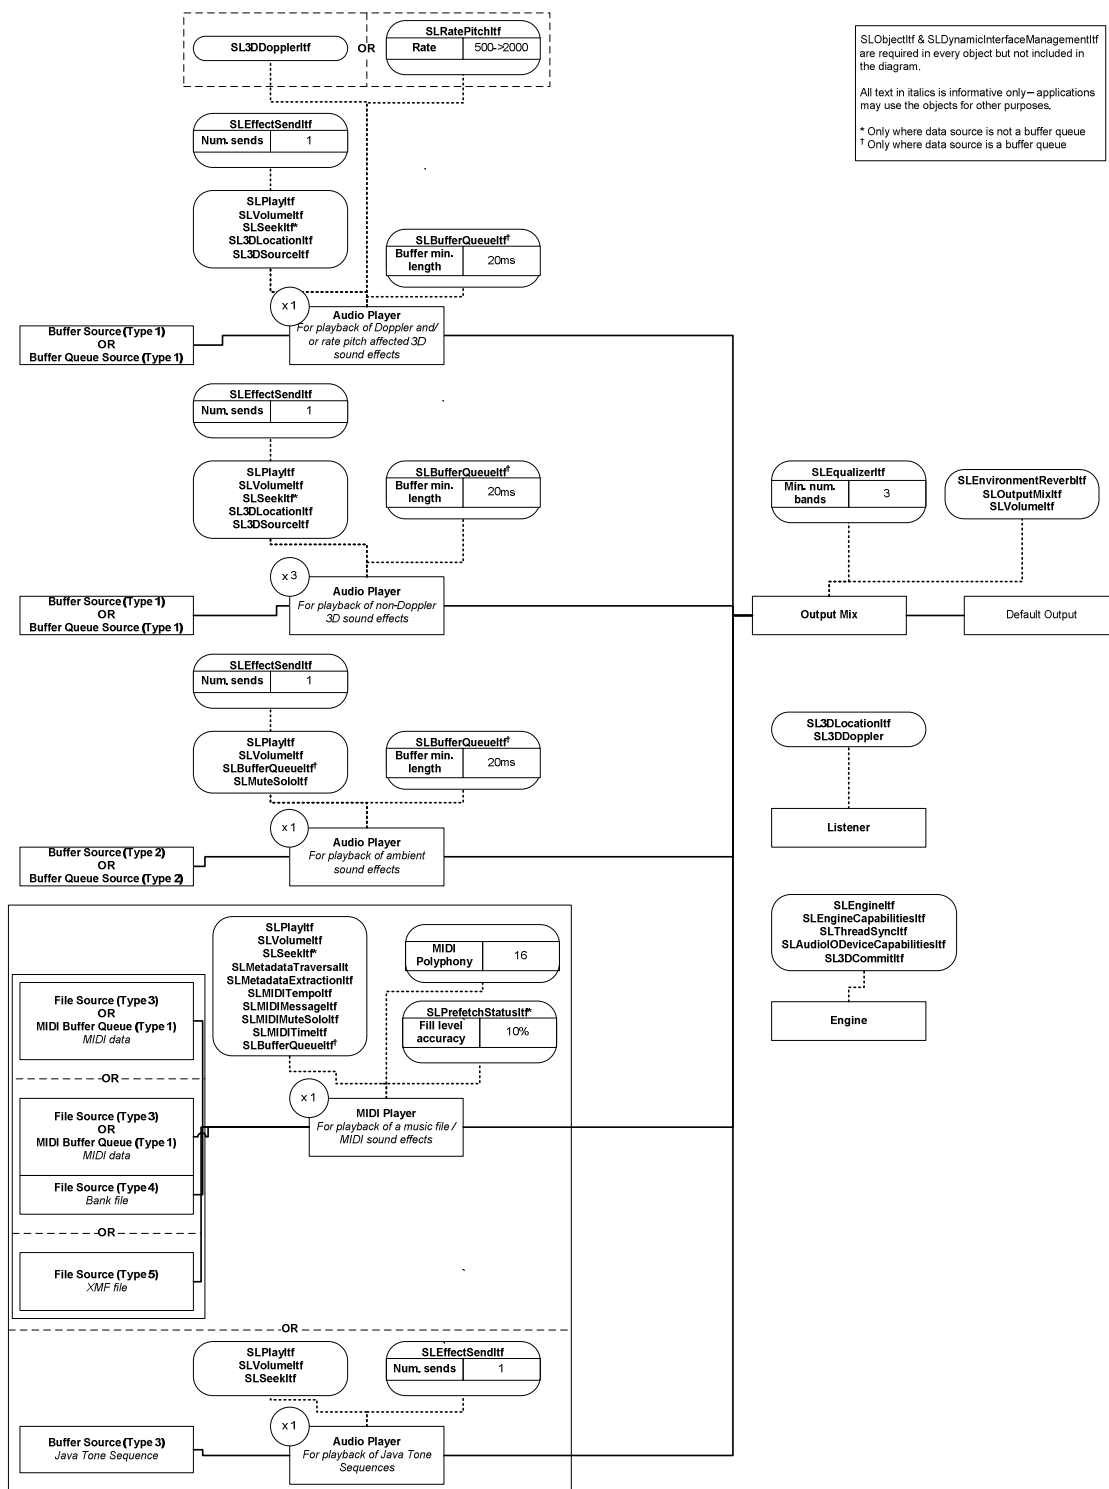 SL3DDopplerItf
OR
SLRatePitchItf
Rate
500->2000
SLObjectItf & SLDynamicInterfaceManagementItf
are required in every object but not included in
the diagram.
All text in italics is informative only – applications
may use the objects for other purposes.
* Only where data source is not a buffer queue
† Only where data source is a buffer queue
SLEffectSendItf
Num. sends
1
SLPlayItf
SLVolumeItf
SLSeekItf*
SL3DLocationItf
SL3DSourceItf
SLBufferQueueItf†
Buffer min.
length
20ms
x 1
Audio Player
For playback of Doppler and/
or rate pitch affected 3D
sound effects
Buffer Source (Type 1)
OR
Buffer Queue Source (Type 1)
SLEffectSendItf
Num. sends
1
SLPlayItf
SLVolumeItf
SLSeekItf*
SL3DLocationItf
SL3DSourceItf
SLBufferQueueItf†
Buffer min.
length
20ms
x 3
Audio Player
For playback of non-Doppler
3D sound effects
Buffer Source (Type 1)
OR
Buffer Queue Source (Type 1)
SLEqualizerItf
Min. num.
bands
3
SLEnvironmentReverbItf
SLOutputMixItf
SLVolumeItf
Output Mix
Default Output
SLEffectSendItf
Num. sends
1
SLPlayItf
SLVolumeItf
SLBufferQueueItf†
SLMuteSoloItf
SLBufferQueueItf†
Buffer min.
length
20ms
x 1
Audio Player
For playback of ambient
sound effects
Buffer Source (Type 2)
OR
Buffer Queue Source (Type 2)
SL3DLocationItf
SL3DDoppler
Listener
SLEngineItf
SLEngineCapabilitiesItf
SLThreadSyncItf
SLAudioIODeviceCapabilitiesItf
SL3DCommitItf
Engine
SLPlayItf
SLVolumeItf
SLSeekItf*
SLMetadataTraversalIt
SLMetadataExtractionItf
SLMIDITempoItf
SLMIDIMessageItf
SLMIDIMuteSoloItf
SLMIDITimeItf
SLBufferQueueItf†
MIDI
Polyphony
16
SLPrefetchStatusItf*
Fill level
accuracy
10%
x 1
MIDI Player
For playback of a music file /
MIDI sound effects
File Source (Type 3)
OR
MIDI Buffer Queue (Type 1)
MIDI data
OR
File Source (Type 3)
OR
MIDI Buffer Queue (Type 1)
MIDI data
File Source (Type 4)
Bank file
OR
File Source (Type 5)
XMF file
OR
SLPlayItf
SLVolumeItf
SLSeekItf
SLEffectSendItf
Num. sends
1
x 1
Audio Player
For playback of Java Tone
Sequences
Buffer Source (Type 3)
Java Tone Sequence